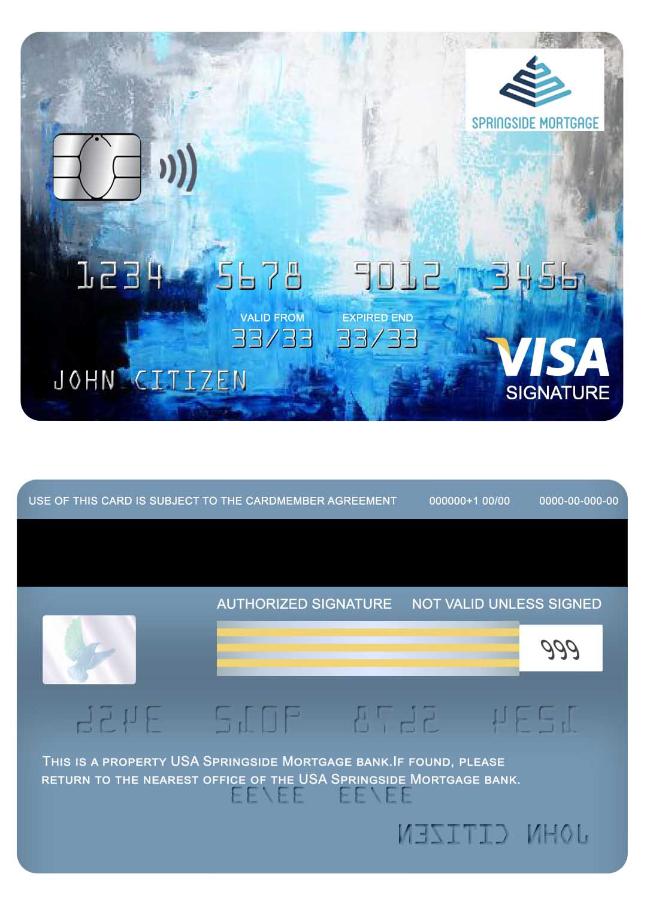 SPRINGSIDE MORTGAGE
1234 5678 9012 3456
VALID FROM EXPIRED END
33/33 33/33
JOHN CITIZEN
VISA
SIGNATURE
USE OF THIS CARD IS SUBJECT TO THE CARDMEMBER AGREEMENT 000000+1 00/00 0000-00-000-00
AUTHORIZED SIGNATURE NOT VALID UNLESS SIGNED
999
1234 5678 9012 3456
THIS IS A PROPERTY USA SPRINGSIDE MORTGAGE BANK.IF FOUND, PLEASE
RETURN TO THE NEAREST OFFICE OF THE USA SPRINGSIDE MORTGAGE BANK.
33/33 33/33
JOHN CITIZEN